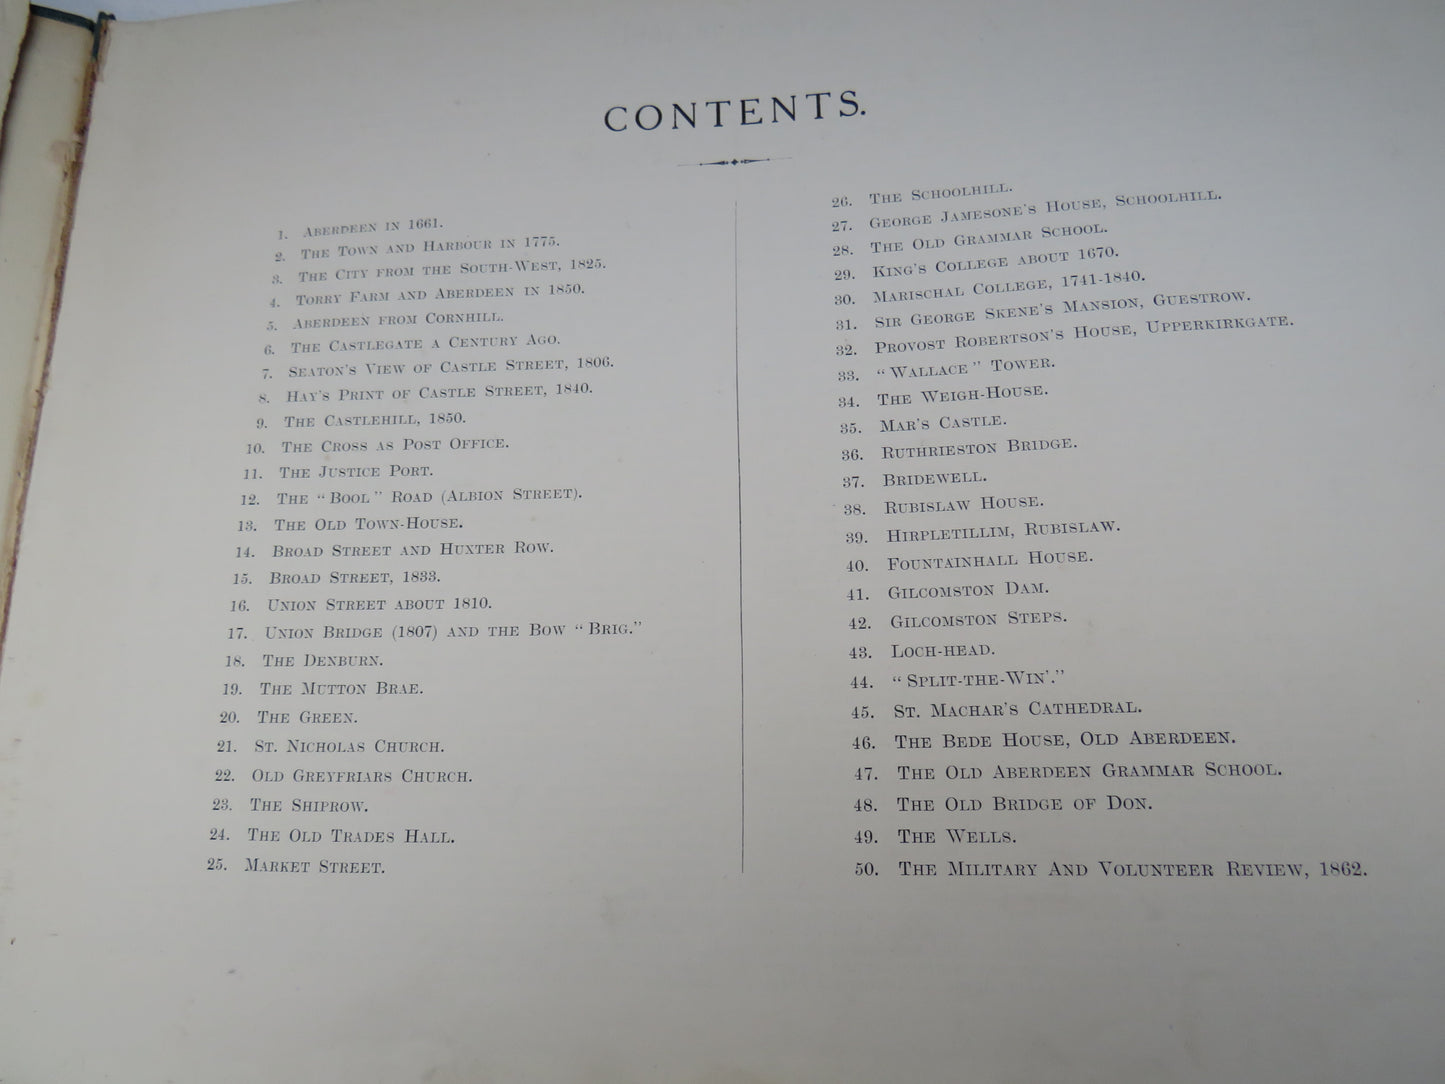 CONTENTS.
1. ABERDEEN IN 1661.
2. THE TOWN AND HARBOUR IN 1775.
3. THE CITY FROM THE SOUTH-WEST, 1825.
4. TORRY FARM AND ABERDEEN IN 1850.
5. ABERDEEN FROM CORNHILL.
6. THE CASTLEGATE A CENTURY AGO.
7. SEATON'S VIEW OF CASTLE STREET, 1806.
8. HAY'S PRINT OF CASTLE STREET, 1840.
9. THE CASTLEHILL, 1850.
10. THE CROSS AS POST OFFICE.
11. THE JUSTICE PORT.
12. THE "BOOL" ROAD (ALBION STREET).
13. THE OLD TOWN-HOUSE.
14. BROAD STREET AND HUXTER ROW.
15. BROAD STREET, 1833.
16. UNION STREET ABOUT 1810.
17. UNION BRIDGE (1807) AND THE BOW "BRIG."
18. THE DENBURN.
19. THE MUTTON BRAE.
20. THE GREEN.
21. ST. NICHOLAS CHURCH.
22. OLD GREYFRIARS CHURCH.
23. THE SHIPROW.
24. THE OLD TRADES HALL.
25. MARKET STREET.
26. THE SCHOOLHILL.
27. GEORGE JAMESONE'S HOUSE, SCHOOLHILL.
28. THE OLD GRAMMAR SCHOOL.
29. KING'S COLLEGE ABOUT 1670.
30. MARISCHAL COLLEGE, 1741-1840.
31. SIR GEORGE SKENE'S MANSION, GUESTROW.
32. PROVOST ROBERTSON'S HOUSE, UPPERKIRKGATE.
33. "WALLACE" TOWER.
34. THE WEIGH-HOUSE.
35. MAR'S CASTLE.
36. RUTHRIESTON BRIDGE.
37. BRIDEWELL.
38. RUBISLAW HOUSE.
39. HIRPLETILLIM, RUBISLAW.
40. FOUNTAINHALL HOUSE.
41. GILCOMSTON DAM.
42. GILCOMSTON STEPS.
43. LOCH-HEAD.
44. "SPLIT-THE-WIN'."
45. ST. MACHAR'S CATHEDRAL.
46. THE BEDE HOUSE, OLD ABERDEEN.
47. THE OLD ABERDEEN GRAMMAR SCHOOL.
48. THE OLD BRIDGE OF DON.
49. THE WELLS.
50. THE MILITARY AND VOLUNTEER REVIEW, 1862.